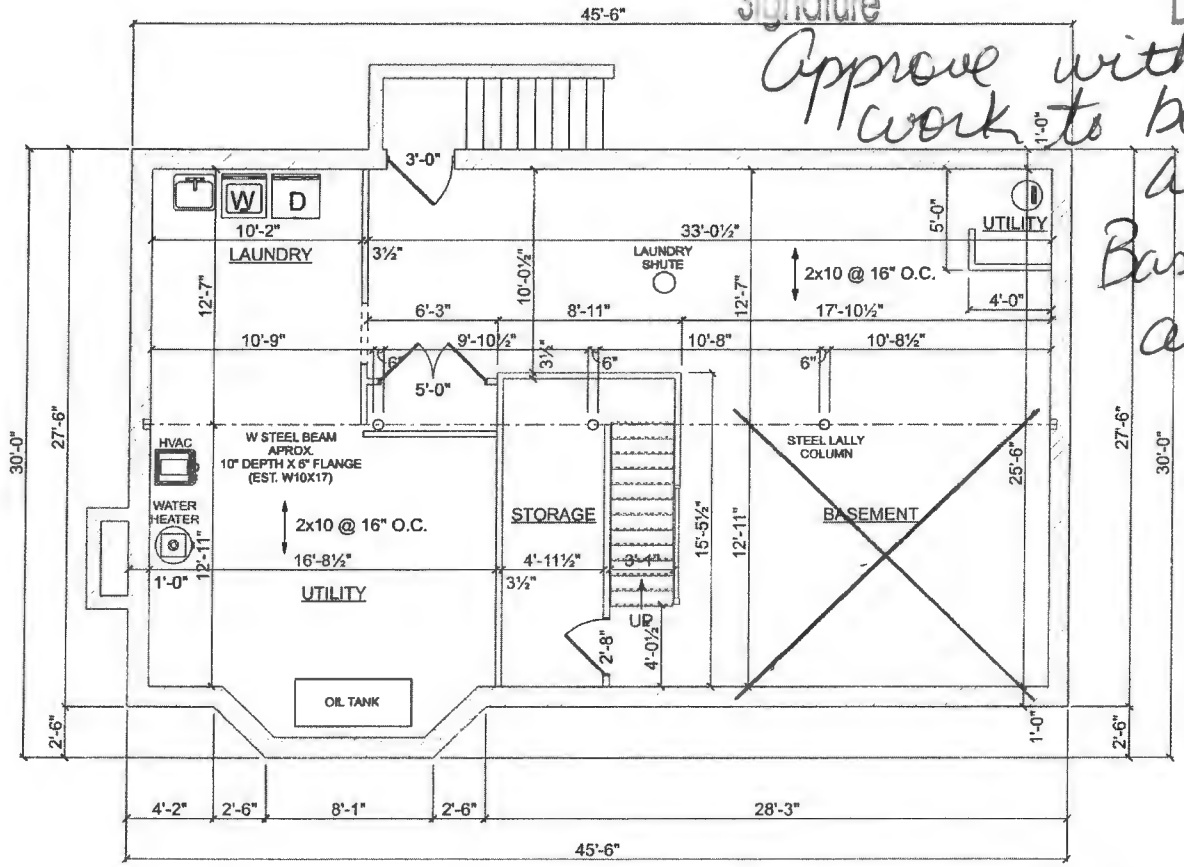 45'-6"
signature
Approve with
work to
1'-0"
3'-0"
W
D
UTILITY
5'-0"
10'-2"
33'-0½"
LAUNDRY
3½"
LAUNDRY
SHUTE
2x10 @ 16" O.C.
10'-0½"
12'-7"
12'-7"
4'-0"
6'-3"
8'-11"
17'-10½"
10'-9"
9'-10½"
10'-8"
10'-8½"
6"
3½"
6"
6"
5'-0"
30'-0"
27'-6"
27'-6"
30'-0"
HVAC
W STEEL BEAM
APROX.
10" DEPTH X 6" FLANGE
(EST. W10X17)
STEEL LALLY
COLUMN
25'-6"
WATER
HEATER
2x10 @ 16" O.C.
STORAGE
BASEMENT
15'-5½"
12'-11"
12'-11"
16'-8½"
4'-11½"
3'-1"
1'-0"
3½"
UTILITY
UP
2'-8"
4'-0½"
OIL TANK
2'-6"
1'-0"
2'-6"
4'-2"
2'-6"
8'-1"
2'-6"
28'-3"
45'-6"